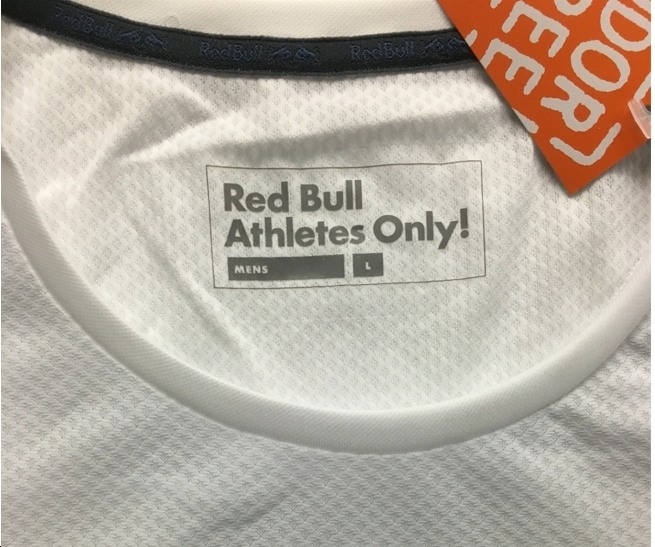 RedBull RedBull RedBull
Red Bull
Athletes Only!
MENS L